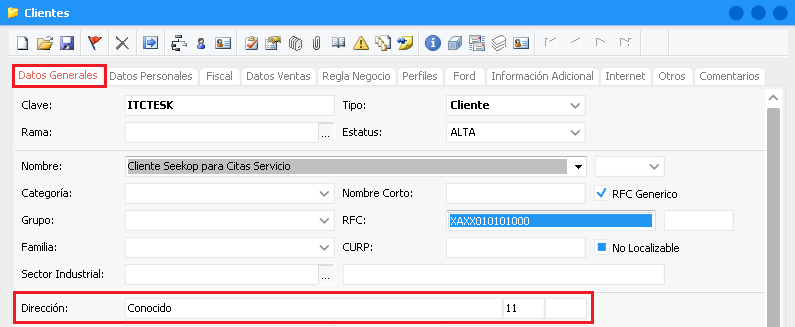 Clientes
Datos Generales Datos Personales Fiscal Datos Ventas Regla Negocio Perfiles Ford Información Adicional Internet Otros Comentarios
Clave: ITCTESK Tipo: Cliente
Rama: ... Estatus: ALTA
Nombre: Cliente Seekop para Citas Servicio
Categoría: Nombre Corto: RFC Generico
Grupo: RFC: XAXX010101000
Familia: CURP: No Localizable
Sector Industrial: ...
Dirección: Conocido 11